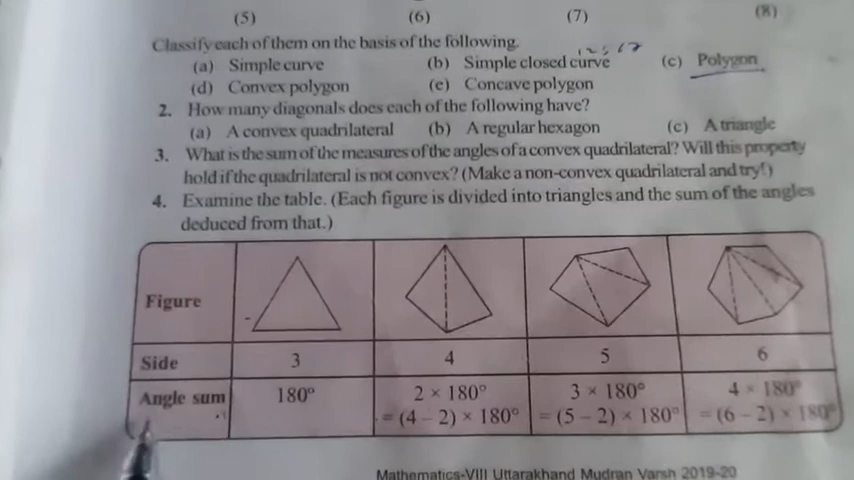 (5) (6) (7) (8)
Classify each of them on the basis of the following.
(a) Simple curve (b) Simple closed curve (c) Polygon
(d) Convex polygon (e) Concave polygon
2. How many diagonals does each of the following have?
(a) A convex quadrilateral (b) A regular hexagon (c) A triangle
3. What is the sum of the measures of the angles of a convex quadrilateral? Will this property
hold if the quadrilateral is not convex? (Make a non-convex quadrilateral and try!)
4. Examine the table. (Each figure is divided into triangles and the sum of the angles
deduced from that.)
Figure
Side 3 4 5 6
Angle sum 180° 2 × 180° 3 × 180° 4 × 180°
= (4 – 2) × 180° = (5 – 2) × 180° = (6 – 2) × 180°
Mathematics-VIII Uttarakhand Mudran Varsh 2019-20